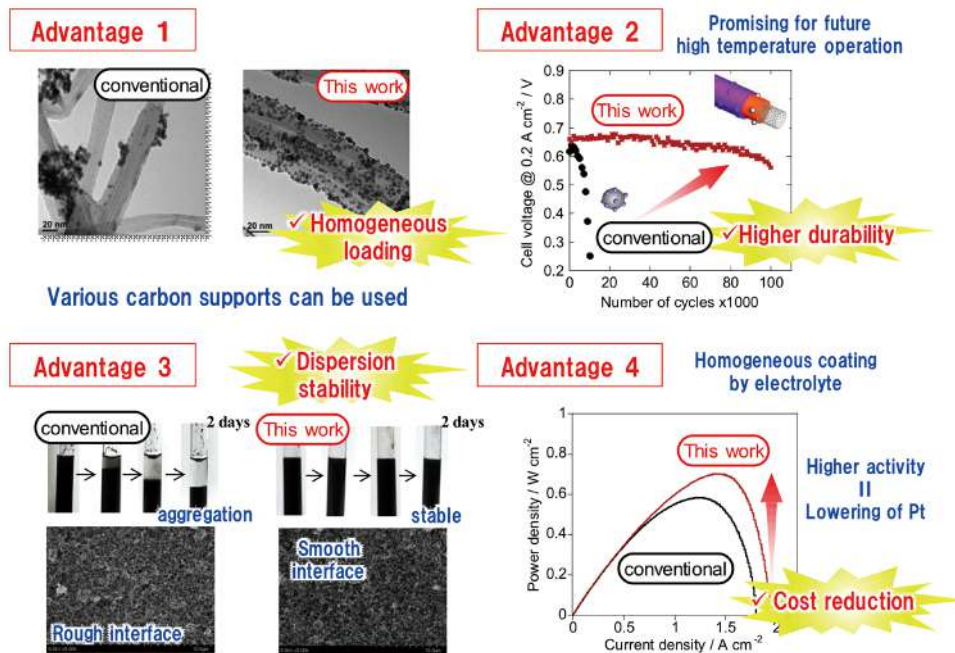 Advantage 1
conventional
This work
20 nm
20 nm
✓ Homogeneous
loading
Various carbon supports can be used
Advantage 2
Promising for future
high temperature operation
Cell voltage @ 0.2 A cm⁻² / V
0.9
0.8
0.7
0.6
0.5
0.4
0.3
0.2
This work
conventional
✓ Higher durability
0
20
40
60
80
100
Number of cycles x1000
Advantage 3
✓ Dispersion
stability
conventional
2 days
aggregation
This work
2 days
stable
Rough interface
Smooth
interface
Advantage 4
Homogeneous coating
by electrolyte
Power density / W cm⁻²
1
0.8
0.6
0.4
0.2
0
This work
conventional
Higher activity
II
Lowering of Pt
✓ Cost reduction
0
0.5
1
1.5
2
Current density / A cm⁻²